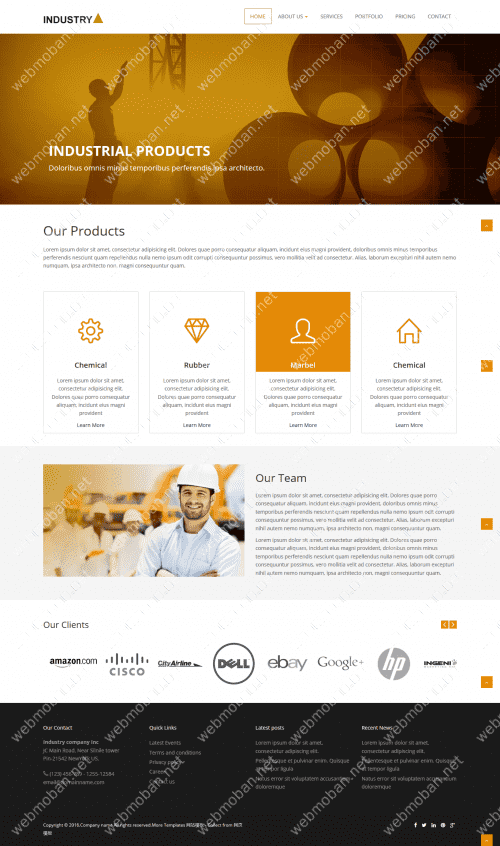 INDUSTRY
HOME ABOUT US SERVICES PORTFOLIO PRICING CONTACT
INDUSTRIAL PRODUCTS
Doloribus omnis minus temporibus perferendis ipsa architecto.
Our Products
Lorem ipsum dolor sit amet, consectetur adipisicing elit. Dolores quae porro consequatur aliquam, incidunt eius magni provident, doloribus omnis minus temporibus
perferendis nesciunt quam repellendus nulla nemo ipsum odit corrupti consequuntur possimus, vero mollitia velit ad consectetur. Alias, laborum excepturi nihil autem nemo
numquam, ipsa architecto non, magni consequuntur quam.
Chemical
Lorem ipsum dolor sit amet,
consectetur adipisicing elit.
Dolores quae porro consequatur
aliquam, incidunt eius magni
provident
Learn More
Rubber
Lorem ipsum dolor sit amet,
consectetur adipisicing elit.
Dolores quae porro consequatur
aliquam, incidunt eius magni
provident
Learn More
Marbel
Lorem ipsum dolor sit amet,
consectetur adipisicing elit.
Dolores quae porro consequatur
aliquam, incidunt eius magni
provident
Learn More
Chemical
Lorem ipsum dolor sit amet,
consectetur adipisicing elit.
Dolores quae porro consequatur
aliquam, incidunt eius magni
provident
Learn More
Our Team
Lorem ipsum dolor sit amet, consectetur adipisicing elit. Dolores quae porro
consequatur aliquam, incidunt eius magni provident, doloribus omnis minus
temporibus perferendis nesciunt quam repellendus nulla nemo ipsum odit corrupti
consequuntur possimus, vero mollitia velit ad consectetur. Alias, laborum excepturi
nihil autem nemo numquam, ipsa architecto non, magni consequuntur quam.
Lorem ipsum dolor sit amet, consectetur adipisicing elit. Dolores quae porro
consequatur aliquam, incidunt eius magni provident, doloribus omnis minus
temporibus perferendis nesciunt quam repellendus nulla nemo ipsum odit corrupti
consequuntur possimus, vero mollitia velit ad consectetur. Alias, laborum excepturi
nihil autem nemo numquam, ipsa architecto non, magni consequuntur quam.
Our Clients
amazon.com
CISCO
CityAirline
DELL
ebay
Google+
hp
INGENI
Our Contact
Industry company Inc
JC Main Road, Near Silnile tower
Pin-21542 NewYork US.
(123) 456-789 - 1255-12584
email@domainname.com
Quick Links
Latest Events
Terms and conditions
Privacy policy
Career
Contact us
Latest posts
Lorem ipsum dolor sit amet,
consectetur adipisicing elit.
Pellentesque et pulvinar enim. Quisque
at tempor ligula
Natus error sit voluptatem accusantium
doloremque
Recent News
Lorem ipsum dolor sit amet,
consectetur adipisicing elit.
Pellentesque et pulvinar enim. Quisque
at tempor ligula
Natus error sit voluptatem accusantium
doloremque
Copyright © 2018.Company name All rights reserved.More Templates Collect from 网页
模板
webmoban.net